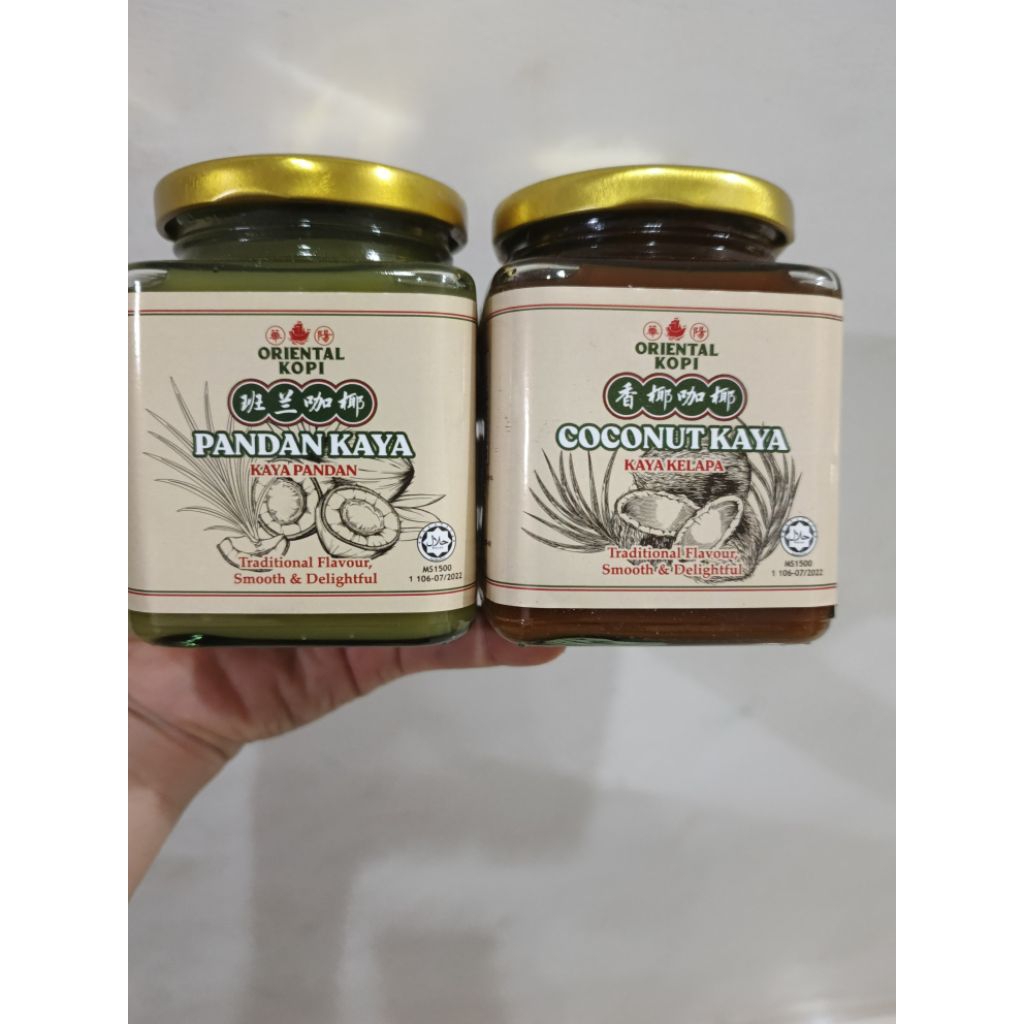 華 陽
ORIENTAL
KOPI
班兰咖椰
PANDAN KAYA
KAYA PANDAN
Traditional Flavour,
Smooth & Delightful
حلال
MS1500
1 106-07/2022
華 陽
ORIENTAL
KOPI
香椰咖椰
COCONUT KAYA
KAYA KELAPA
Traditional Flavour,
Smooth & Delightful
حلال
MS1500
1 106-07/2022